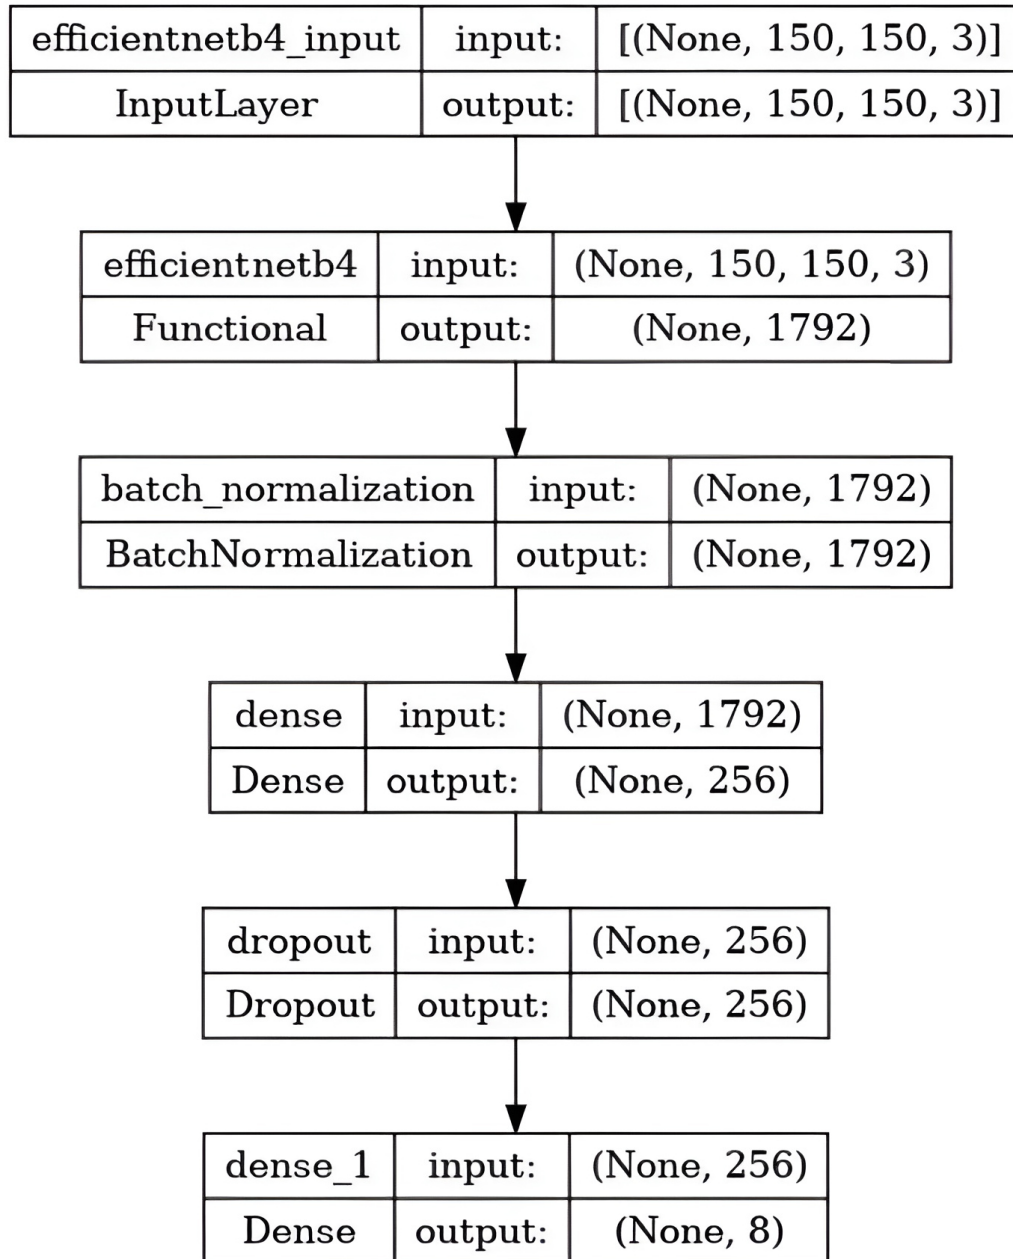 efficientnetb4_input input: [(None, 150, 150, 3)]
InputLayer output: [(None, 150, 150, 3)]
efficientnetb4 input: (None, 150, 150, 3)
Functional output: (None, 1792)
batch_normalization input: (None, 1792)
BatchNormalization output: (None, 1792)
dense input: (None, 1792)
Dense output: (None, 256)
dropout input: (None, 256)
Dropout output: (None, 256)
dense_1 input: (None, 256)
Dense output: (None, 8)